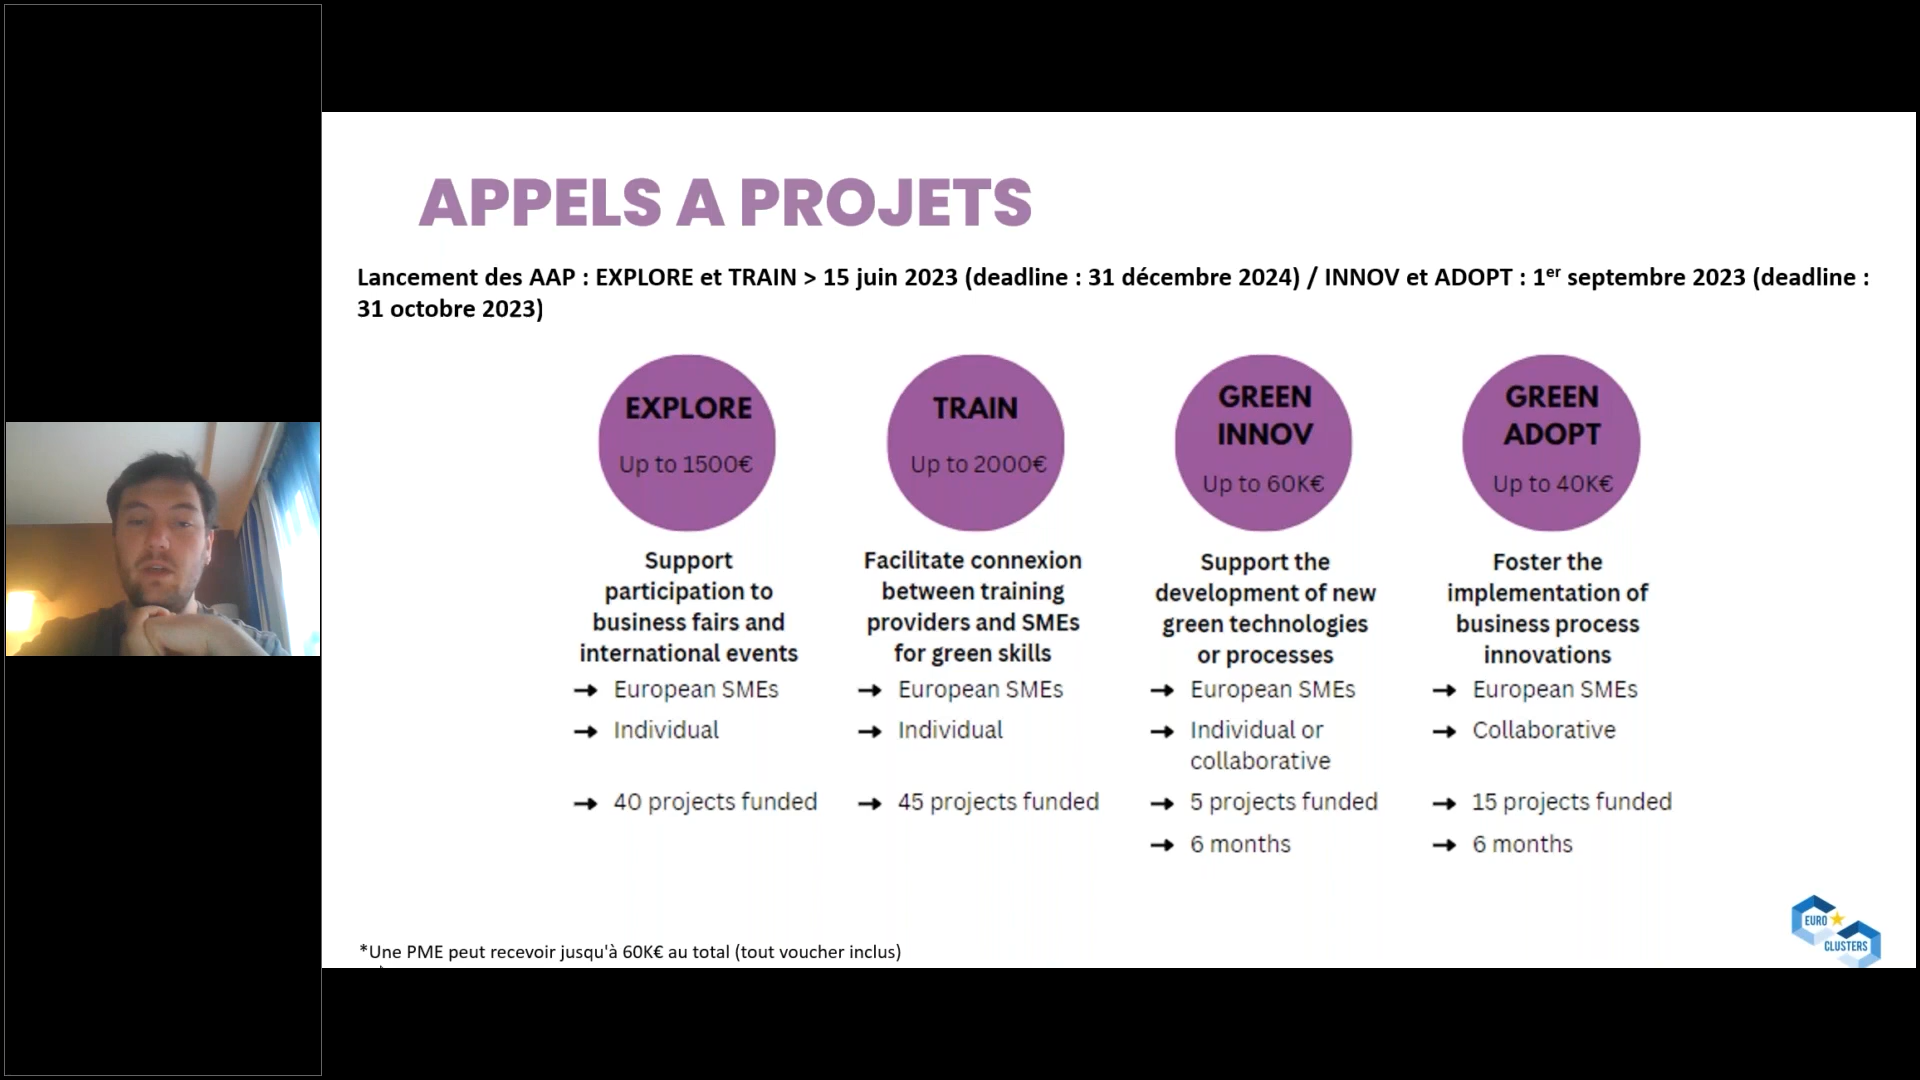 APPELS A PROJETS
Lancement des AAP : EXPLORE et TRAIN > 15 juin 2023 (deadline : 31 décembre 2024) / INNOV et ADOPT : 1er septembre 2023 (deadline :
31 octobre 2023)
EXPLORE
Up to 1500€
Support
participation to
business fairs and
international events
→ European SMEs
→ Individual
→ 40 projects funded
TRAIN
Up to 2000€
Facilitate connexion
between training
providers and SMEs
for green skills
→ European SMEs
→ Individual
→ 45 projects funded
GREEN
INNOV
Up to 60K€
Support the
development of new
green technologies
or processes
→ European SMEs
→ Individual or
collaborative
→ 5 projects funded
→ 6 months
GREEN
ADOPT
Up to 40K€
Foster the
implementation of
business process
innovations
→ European SMEs
→ Collaborative
→ 15 projects funded
→ 6 months
*Une PME peut recevoir jusqu'à 60K€ au total (tout voucher inclus)
EURO
CLUSTERS